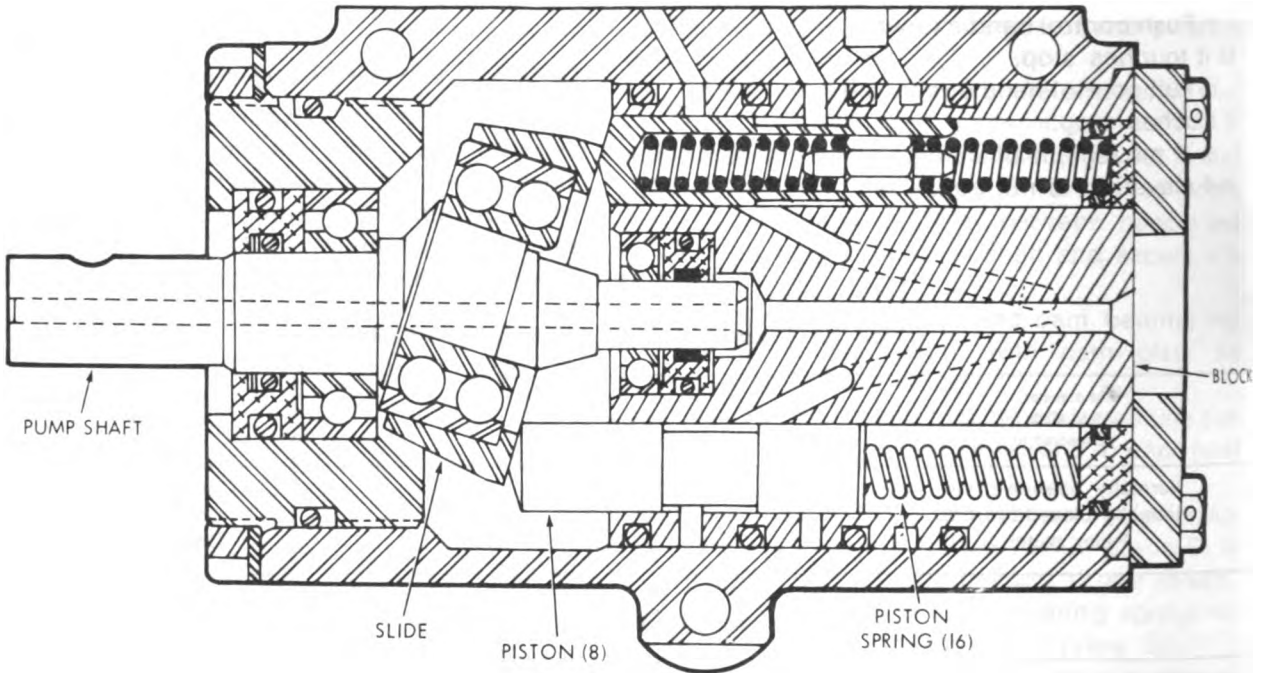 PUMP SHAFT
BLOCK
SLIDE
PISTON (8)
PISTON
SPRING (16)